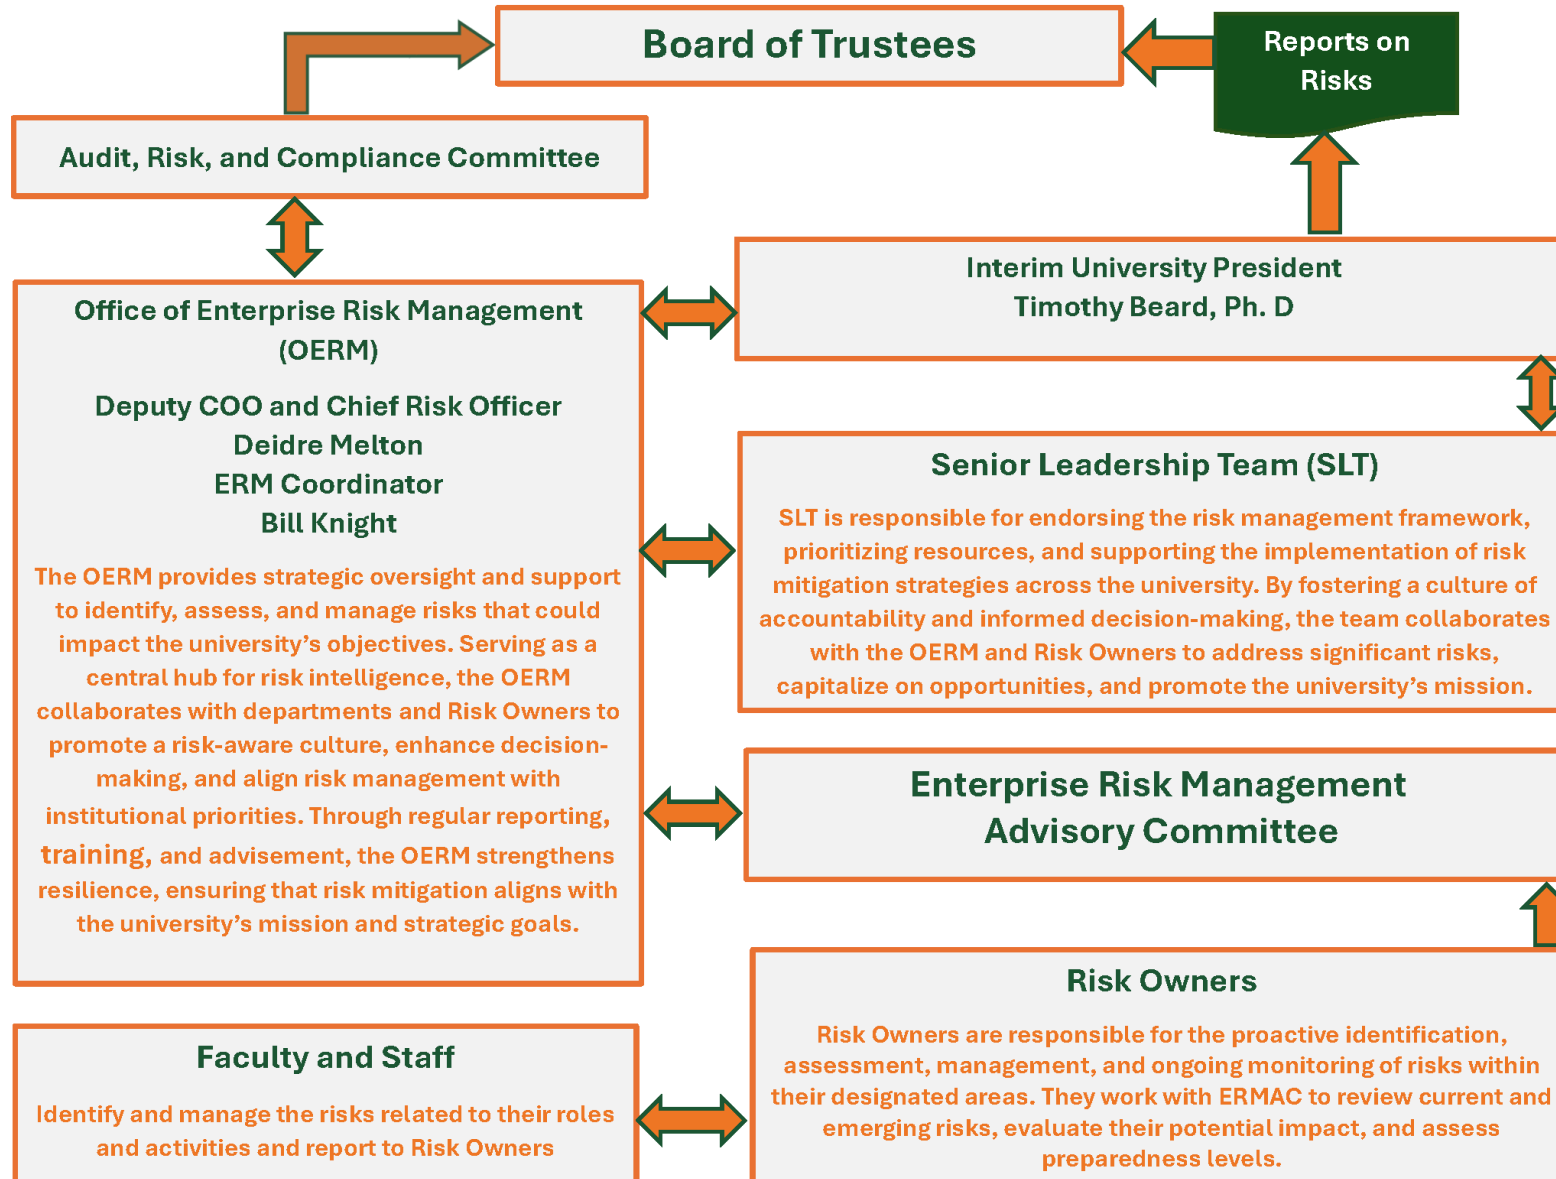 Board of Trustees
Reports on
Risks
Audit, Risk, and Compliance Committee
Interim University President
Timothy Beard, Ph. D
Office of Enterprise Risk Management
(OERM)
Deputy COO and Chief Risk Officer
Deidre Melton
ERM Coordinator
Bill Knight
The OERM provides strategic oversight and support
to identify, assess, and manage risks that could
impact the university's objectives. Serving as a
central hub for risk intelligence, the OERM
collaborates with departments and Risk Owners to
promote a risk-aware culture, enhance decision-
making, and align risk management with
institutional priorities. Through regular reporting,
training, and advisement, the OERM strengthens
resilience, ensuring that risk mitigation aligns with
the university's mission and strategic goals.
Senior Leadership Team (SLT)
SLT is responsible for endorsing the risk management framework,
prioritizing resources, and supporting the implementation of risk
mitigation strategies across the university. By fostering a culture of
accountability and informed decision-making, the team collaborates
with the OERM and Risk Owners to address significant risks,
capitalize on opportunities, and promote the university's mission.
Enterprise Risk Management
Advisory Committee
Risk Owners
Risk Owners are responsible for the proactive identification,
assessment, management, and ongoing monitoring of risks within
their designated areas. They work with ERMAC to review current and
emerging risks, evaluate their potential impact, and assess
preparedness levels.
Faculty and Staff
Identify and manage the risks related to their roles
and activities and report to Risk Owners